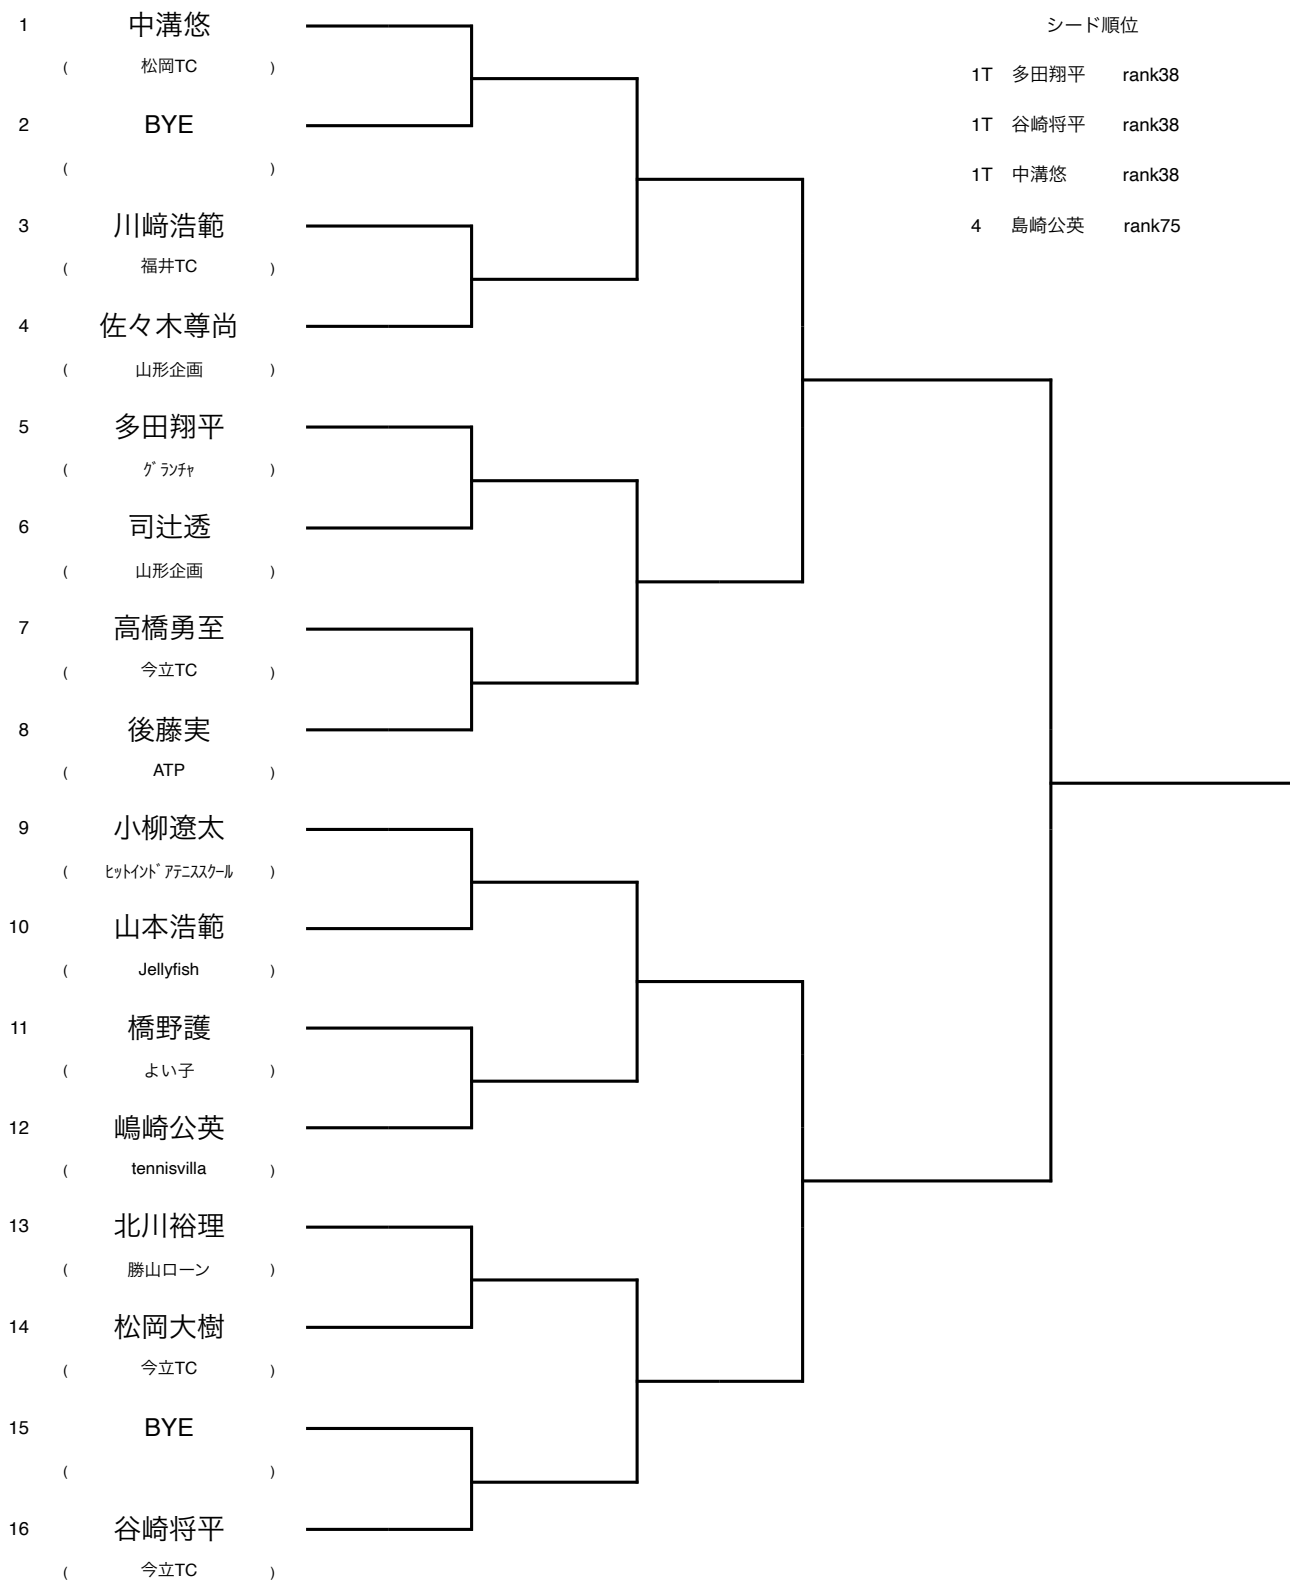 1 中溝悠
( 松岡TC )
2 BYE
( )
3 川﨑浩範
( 福井TC )
4 佐々木尊尚
( 山形企画 )
5 多田翔平
( ｸﾞﾗﾝﾁｬ )
6 司辻透
( 山形企画 )
7 高橋勇至
( 今立TC )
8 後藤実
( ATP )
9 小柳遼太
( ﾋｯﾄｲﾝﾄﾞｱﾃﾆｽｽｸｰﾙ )
10 山本浩範
( Jellyfish )
11 橋野護
( よい子 )
12 嶋崎公英
( tennisvilla )
13 北川裕理
( 勝山ローン )
14 松岡大樹
( 今立TC )
15 BYE
( )
16 谷崎将平
( 今立TC )
シード順位
1T 多田翔平 rank38
1T 谷崎将平 rank38
1T 中溝悠 rank38
4 島崎公英 rank75